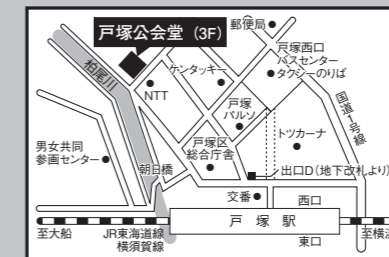 戸塚公会堂 (3F)
郵便局
戸塚西口
バスセンター
タクシーのりば
柏尾川
ケンタッキー
NTT
戸塚
パルソ
国道1号線
トツカーナ
男女共同
参画センター
朝日橋
戸塚区
総合庁舎
出口D(地下改札より)
交番
西口
戸塚駅
至大船
JR東海道線
横須賀線
東口
至横浜